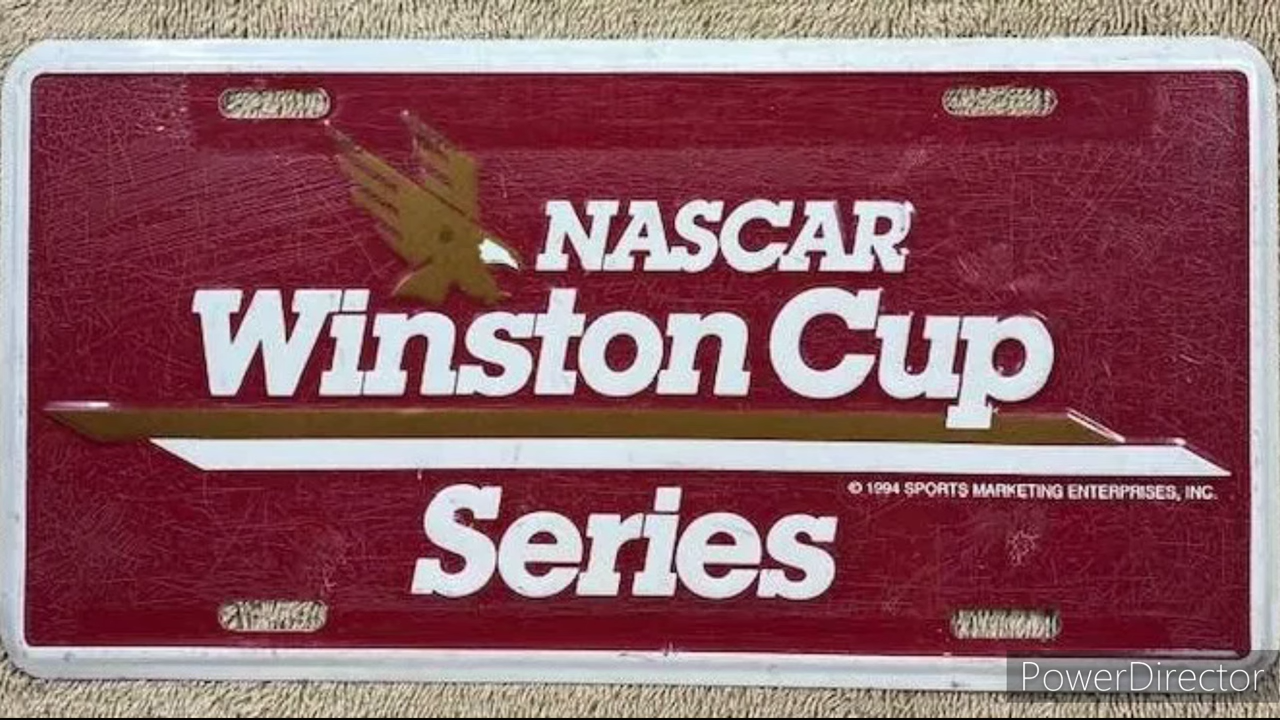 NASCAR
Winston Cup
© 1994 SPORTS MARKETING ENTERPRISES, INC.
Series
PowerDirector